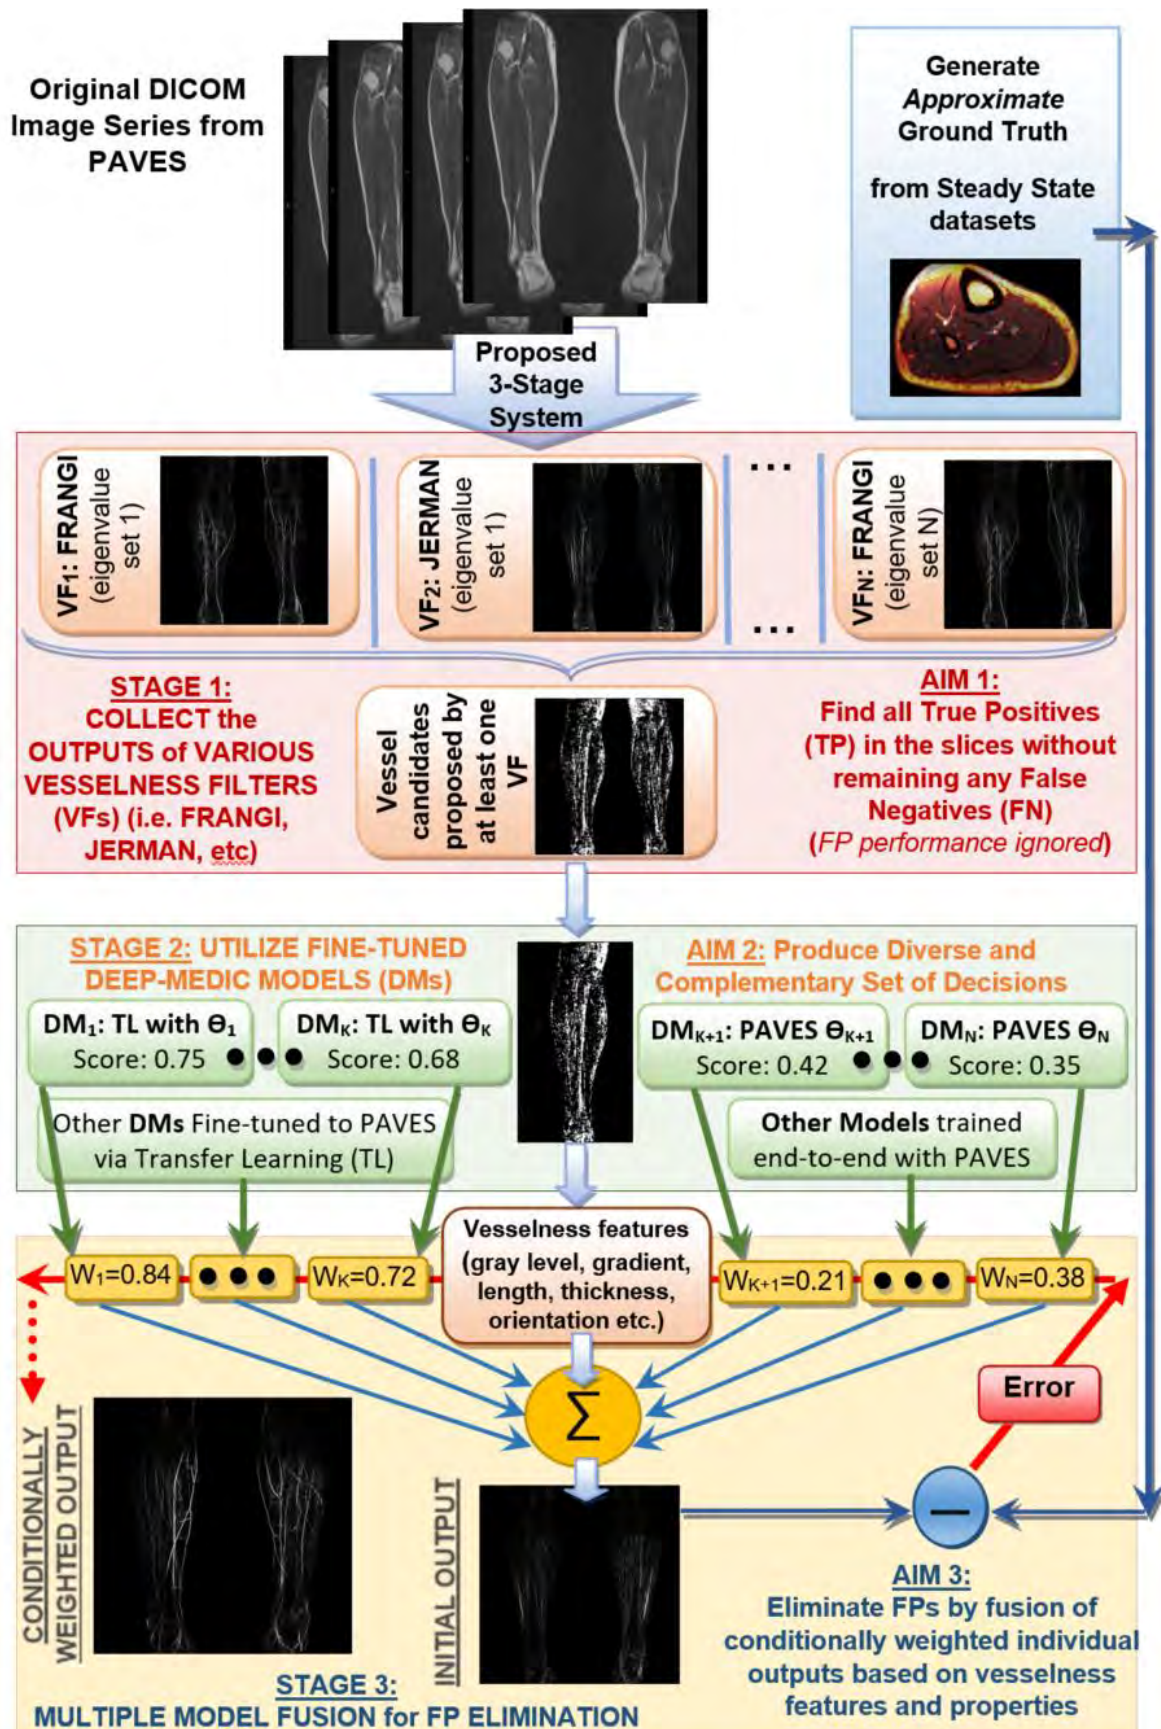 Original DICOM
Image Series from
PAVES
Generate
Approximate
Ground Truth
from Steady State
datasets
Proposed
3-Stage
System
VF1: FRANGI
(eigenvalue
set 1)
VF2: JERMAN
(eigenvalue
set 1)
...
...
VFN: FRANGI
(eigenvalue
set N)
STAGE 1:
COLLECT the
OUTPUTS of VARIOUS
VESSELNESS FILTERS
(VFs) (i.e. FRANGI,
JERMAN, etc)
Vessel
candidates
proposed by
at least one
VF
AIM 1:
Find all True Positives
(TP) in the slices without
remaining any False
Negatives (FN)
(FP performance ignored)
STAGE 2: UTILIZE FINE-TUNED
DEEP-MEDIC MODELS (DMs)
AIM 2: Produce Diverse and
Complementary Set of Decisions
DM1: TL with Θ1
Score: 0.75
DMK: TL with ΘK
Score: 0.68
Other DMs Fine-tuned to PAVES
via Transfer Learning (TL)
DMK+1: PAVES ΘK+1
Score: 0.42
DMN: PAVES ΘN
Score: 0.35
Other Models trained
end-to-end with PAVES
W1=0.84
WK=0.72
Vesselness features
(gray level, gradient,
length, thickness,
orientation etc.)
WK+1=0.21
WN=0.38
Error
Σ
CONDITIONALLY
WEIGHTED OUTPUT
INITIAL OUTPUT
–
AIM 3:
Eliminate FPs by fusion of
conditionally weighted individual
outputs based on vesselness
features and properties
STAGE 3:
MULTIPLE MODEL FUSION for FP ELIMINATION